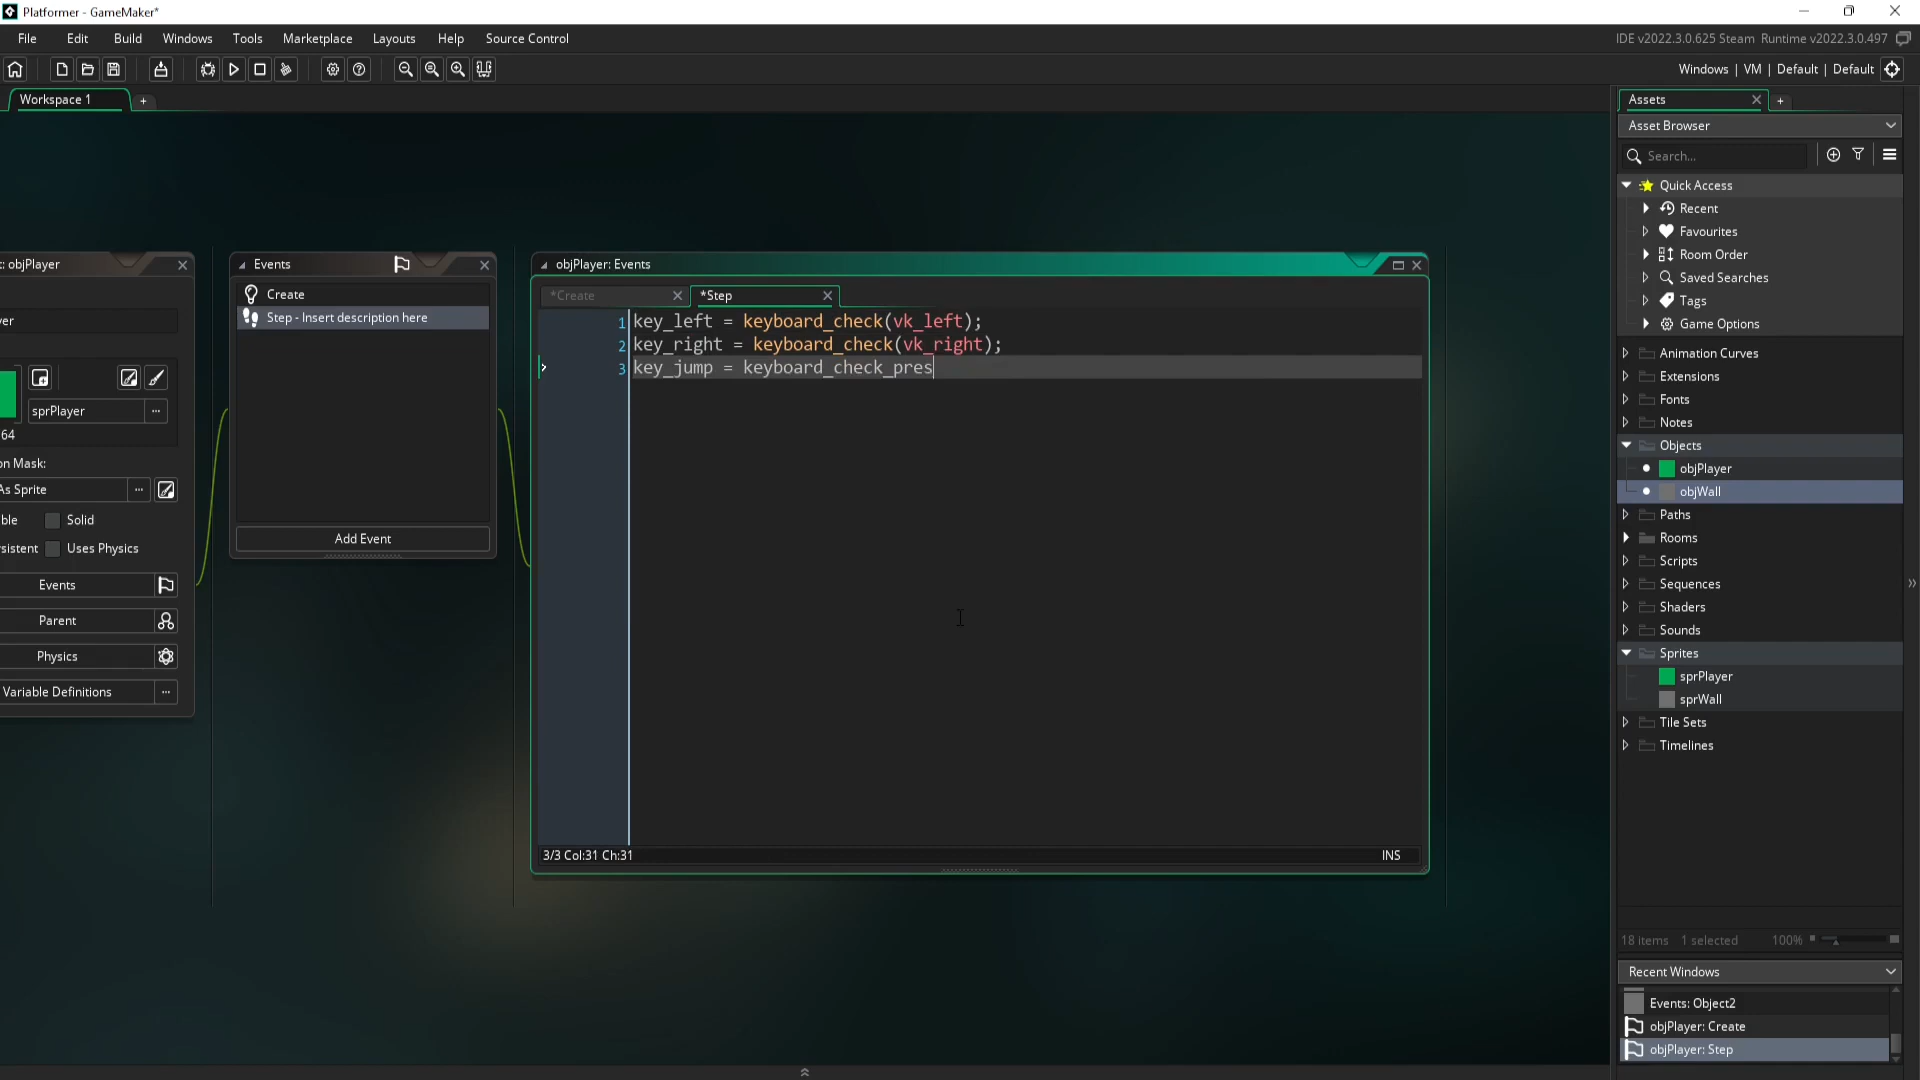 Platformer - GameMaker*
File Edit Build Windows Tools Marketplace Layouts Help Source Control
IDE v2022.3.0.625 Steam Runtime v2022.3.0.497
Windows | VM | Default | Default
Workspace 1
: objPlayer
yer
sprPlayer
64
on Mask:
As Sprite
ble Solid
sistent Uses Physics
Events
Parent
Physics
Variable Definitions
Events
Create
Step - Insert description here
Add Event
objPlayer: Events
*Create
*Step
1 key_left = keyboard_check(vk_left);
2 key_right = keyboard_check(vk_right);
3 key_jump = keyboard_check_pres
3/3 Col:31 Ch:31
INS
Assets
Asset Browser
Search...
Quick Access
Recent
Favourites
Room Order
Saved Searches
Tags
Game Options
Animation Curves
Extensions
Fonts
Notes
Objects
objPlayer
objWall
Paths
Rooms
Scripts
Sequences
Shaders
Sounds
Sprites
sprPlayer
sprWall
Tile Sets
Timelines
18 items 1 selected 100%
Recent Windows
Events: Object2
objPlayer: Create
objPlayer: Step